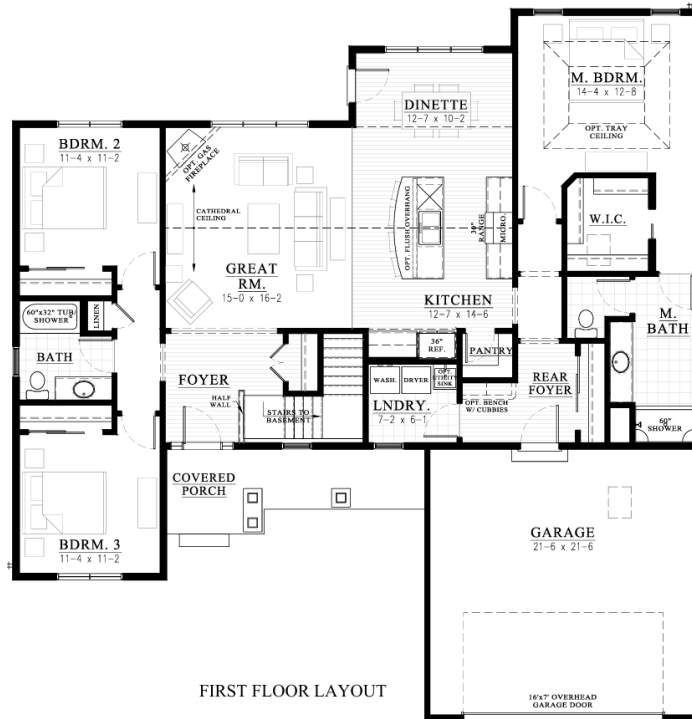 M. BDRM.
14-4 x 12-8
OPT. TRAY
CEILING
DINETTE
12-7 x 10-2
BDRM. 2
11-4 x 11-2
OPT. GAS
FIREPLACE
CATHEDRAL
CEILING
OPT. FLUSH OVERHANG
30"
RANGE
MICRO.
W.I.C.
GREAT
RM.
15-0 x 16-2
KITCHEN
12-7 x 14-6
60"x32" TUB/
SHOWER
LINEN
M.
BATH
BATH
FOYER
36"
REF.
PANTRY
WASH.
DRYER
OPT.
UTILITY
SINK
REAR
FOYER
HALF
WALL
STAIRS TO
BASEMENT
LNDRY.
7-2 x 6-1
OPT. BENCH
W/ CUBBIES
60"
SHOWER
COVERED
PORCH
BDRM. 3
11-4 x 11-2
GARAGE
21-6 x 21-6
FIRST FLOOR LAYOUT
16'x7' OVERHEAD
GARAGE DOOR